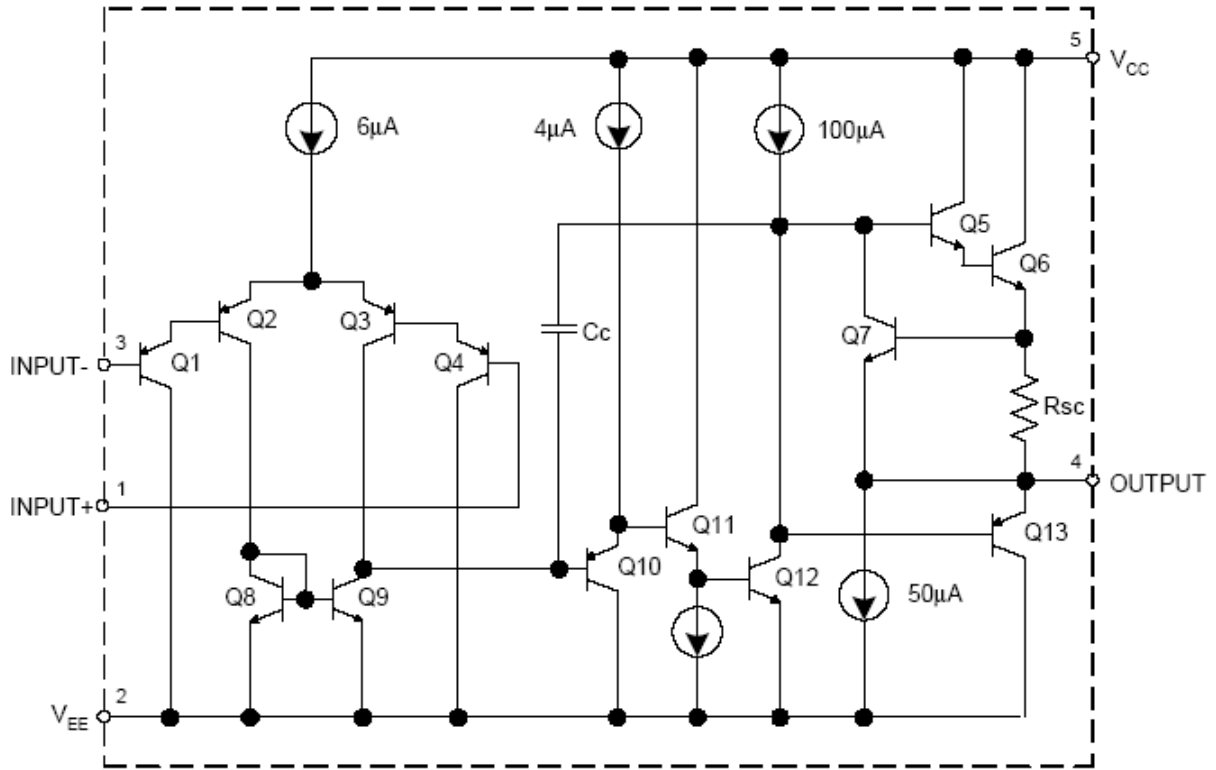 5
VCC
6µA
4µA
100µA
Q5
Q6
Q2
Q3
Q7
Cc
3
INPUT-
Q1
Q4
Rsc
4
OUTPUT
1
INPUT+
Q11
Q13
Q10
Q12
Q8
Q9
50µA
2
VEE